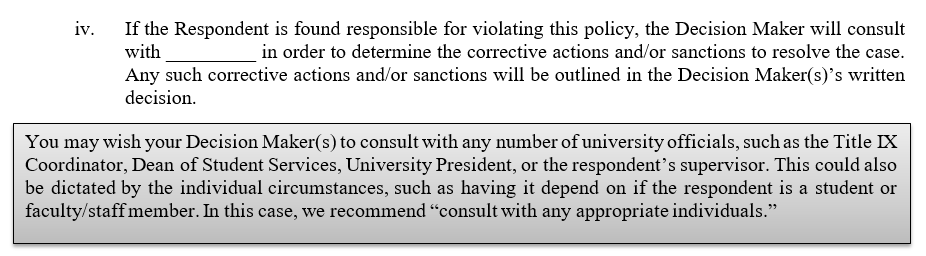 iv. If the Respondent is found responsible for violating this policy, the Decision Maker will consult
with __________ in order to determine the corrective actions and/or sanctions to resolve the case.
Any such corrective actions and/or sanctions will be outlined in the Decision Maker(s)'s written
decision.
You may wish your Decision Maker(s) to consult with any number of university officials, such as the Title IX
Coordinator, Dean of Student Services, University President, or the respondent's supervisor. This could also
be dictated by the individual circumstances, such as having it depend on if the respondent is a student or
faculty/staff member. In this case, we recommend “consult with any appropriate individuals.”